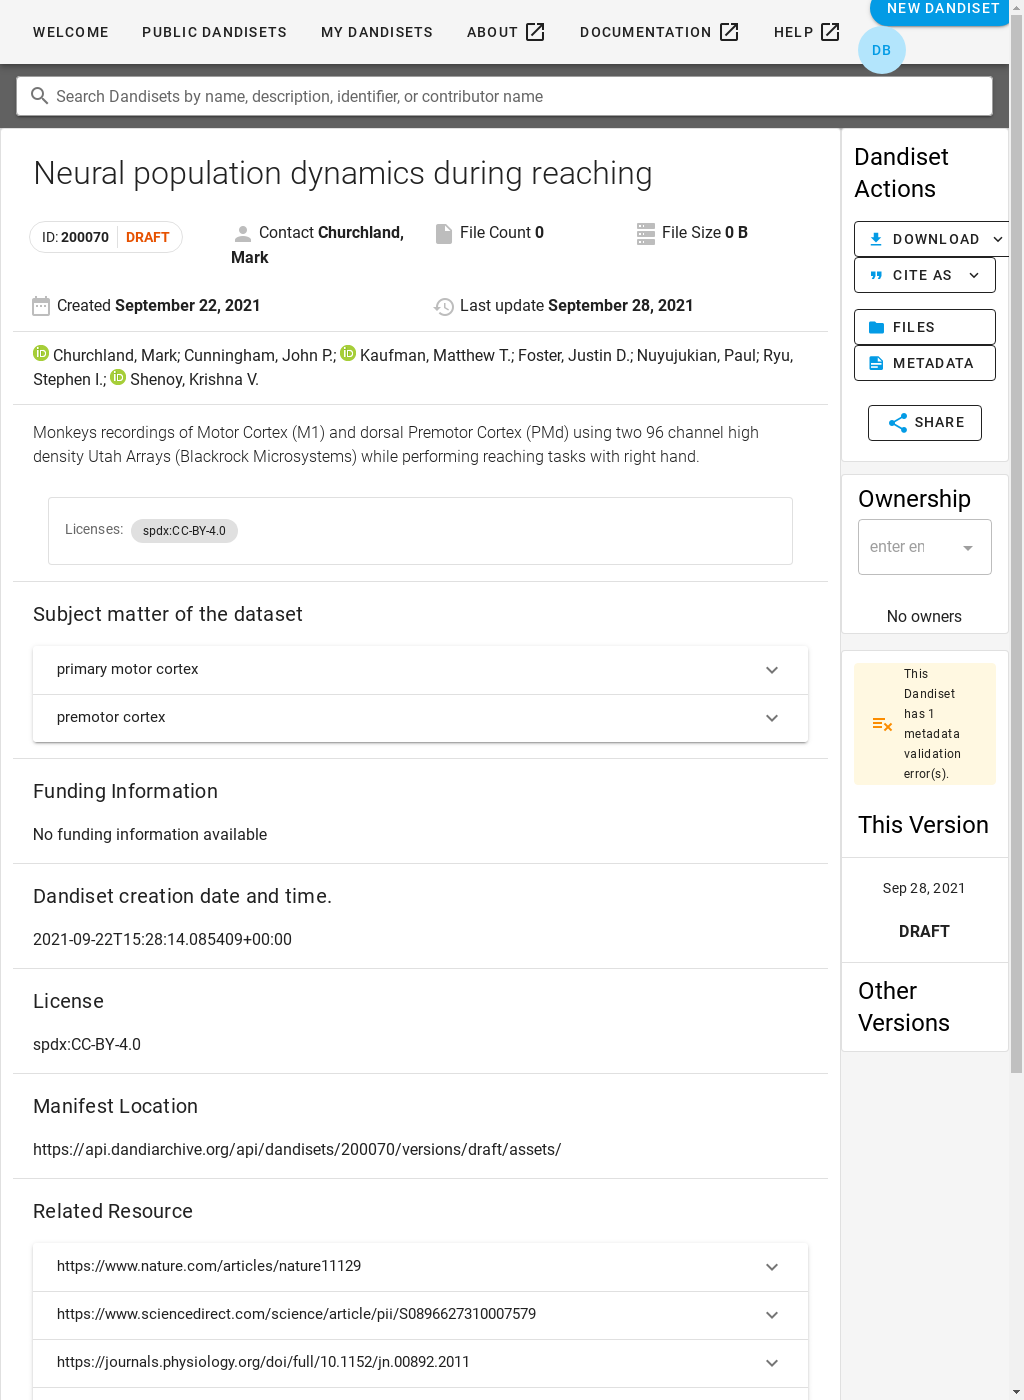 WELCOME PUBLIC DANDISETS MY DANDISETS ABOUT DOCUMENTATION HELP NEW DANDISET
DB
Search Dandisets by name, description, identifier, or contributor name
Neural population dynamics during reaching
ID: 200070 DRAFT
Contact Churchland,
Mark
File Count 0
File Size 0 B
Created September 22, 2021
Last update September 28, 2021
Churchland, Mark; Cunningham, John P.; Kaufman, Matthew T.; Foster, Justin D.; Nuyujukian, Paul; Ryu,
Stephen I.; Shenoy, Krishna V.
Monkeys recordings of Motor Cortex (M1) and dorsal Premotor Cortex (PMd) using two 96 channel high
density Utah Arrays (Blackrock Microsystems) while performing reaching tasks with right hand.
Licenses: spdx:CC-BY-4.0
Subject matter of the dataset
primary motor cortex
premotor cortex
Funding Information
No funding information available
Dandiset creation date and time.
2021-09-22T15:28:14.085409+00:00
License
spdx:CC-BY-4.0
Manifest Location
https://api.dandiarchive.org/api/dandisets/200070/versions/draft/assets/
Related Resource
https://www.nature.com/articles/nature11129
https://www.sciencedirect.com/science/article/pii/S0896627310007579
https://journals.physiology.org/doi/full/10.1152/jn.00892.2011
Dandiset
Actions
DOWNLOAD
CITE AS
FILES
METADATA
SHARE
Ownership
enter en
No owners
This
Dandiset
has 1
metadata
validation
error(s).
This Version
Sep 28, 2021
DRAFT
Other
Versions